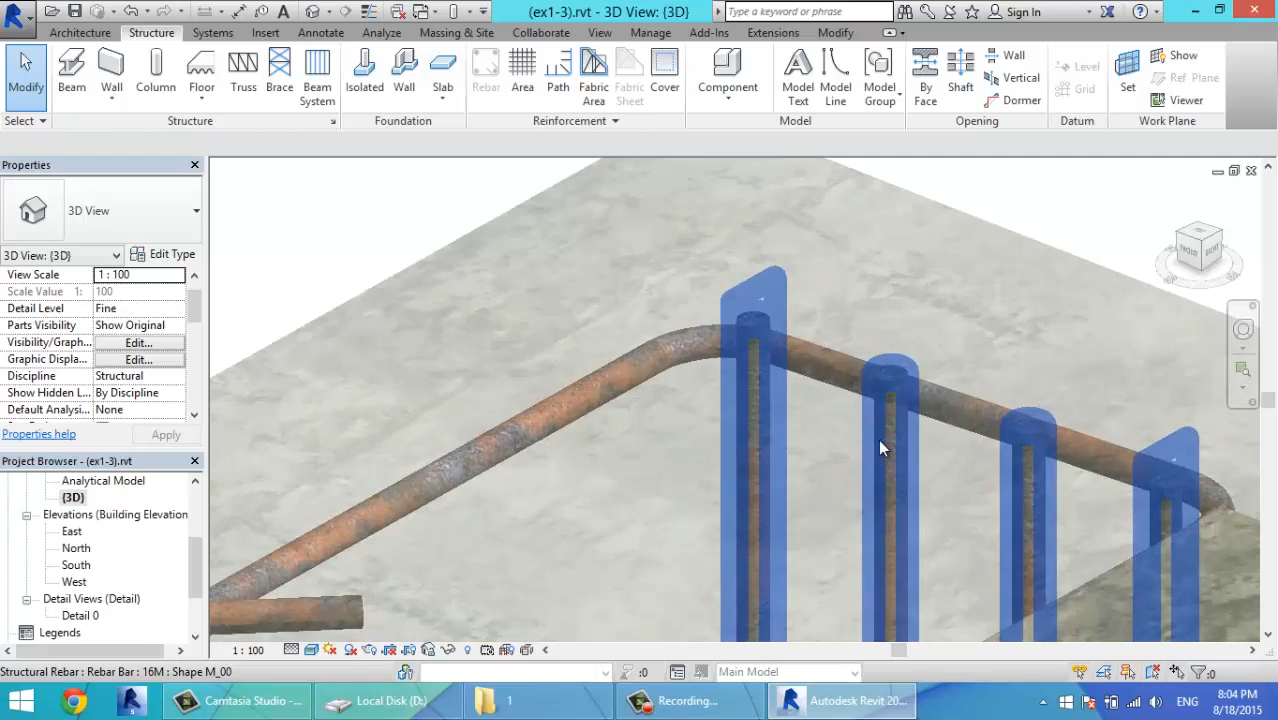 (ex1-3).rvt - 3D View: {3D}
Type a keyword or phrase
Sign In
Architecture Structure Systems Insert Annotate Analyze Massing & Site Collaborate View Manage Add-Ins Extensions Modify
Modify Beam Wall Column Floor Truss Brace Beam System Isolated Wall Slab Rebar Area Path Fabric Area Fabric Sheet Cover Component Model Text Model Line Model Group By Face Shaft Wall Vertical Dormer Level Grid Set Show Ref Plane Viewer
Select Structure Foundation Reinforcement Model Opening Datum Work Plane
Properties
3D View
3D View: {3D} Edit Type
View Scale 1 : 100
Scale Value 1: 100
Detail Level Fine
Parts Visibility Show Original
Visibility/Graph... Edit...
Graphic Displa... Edit...
Discipline Structural
Show Hidden L... By Discipline
Default Analysi... None
Properties help Apply
Project Browser - (ex1-3).rvt
Analytical Model
{3D}
Elevations (Building Elevation
East
North
South
West
Detail Views (Detail)
Detail 0
Legends
FRONT
RIGHT
1 : 100
Structural Rebar : Rebar Bar : 16M : Shape M_00
:0
Main Model
:0
Camtasia Studio -...
Local Disk (D:)
1
Recording...
Autodesk Revit 20...
ENG
8:04 PM
8/18/2015